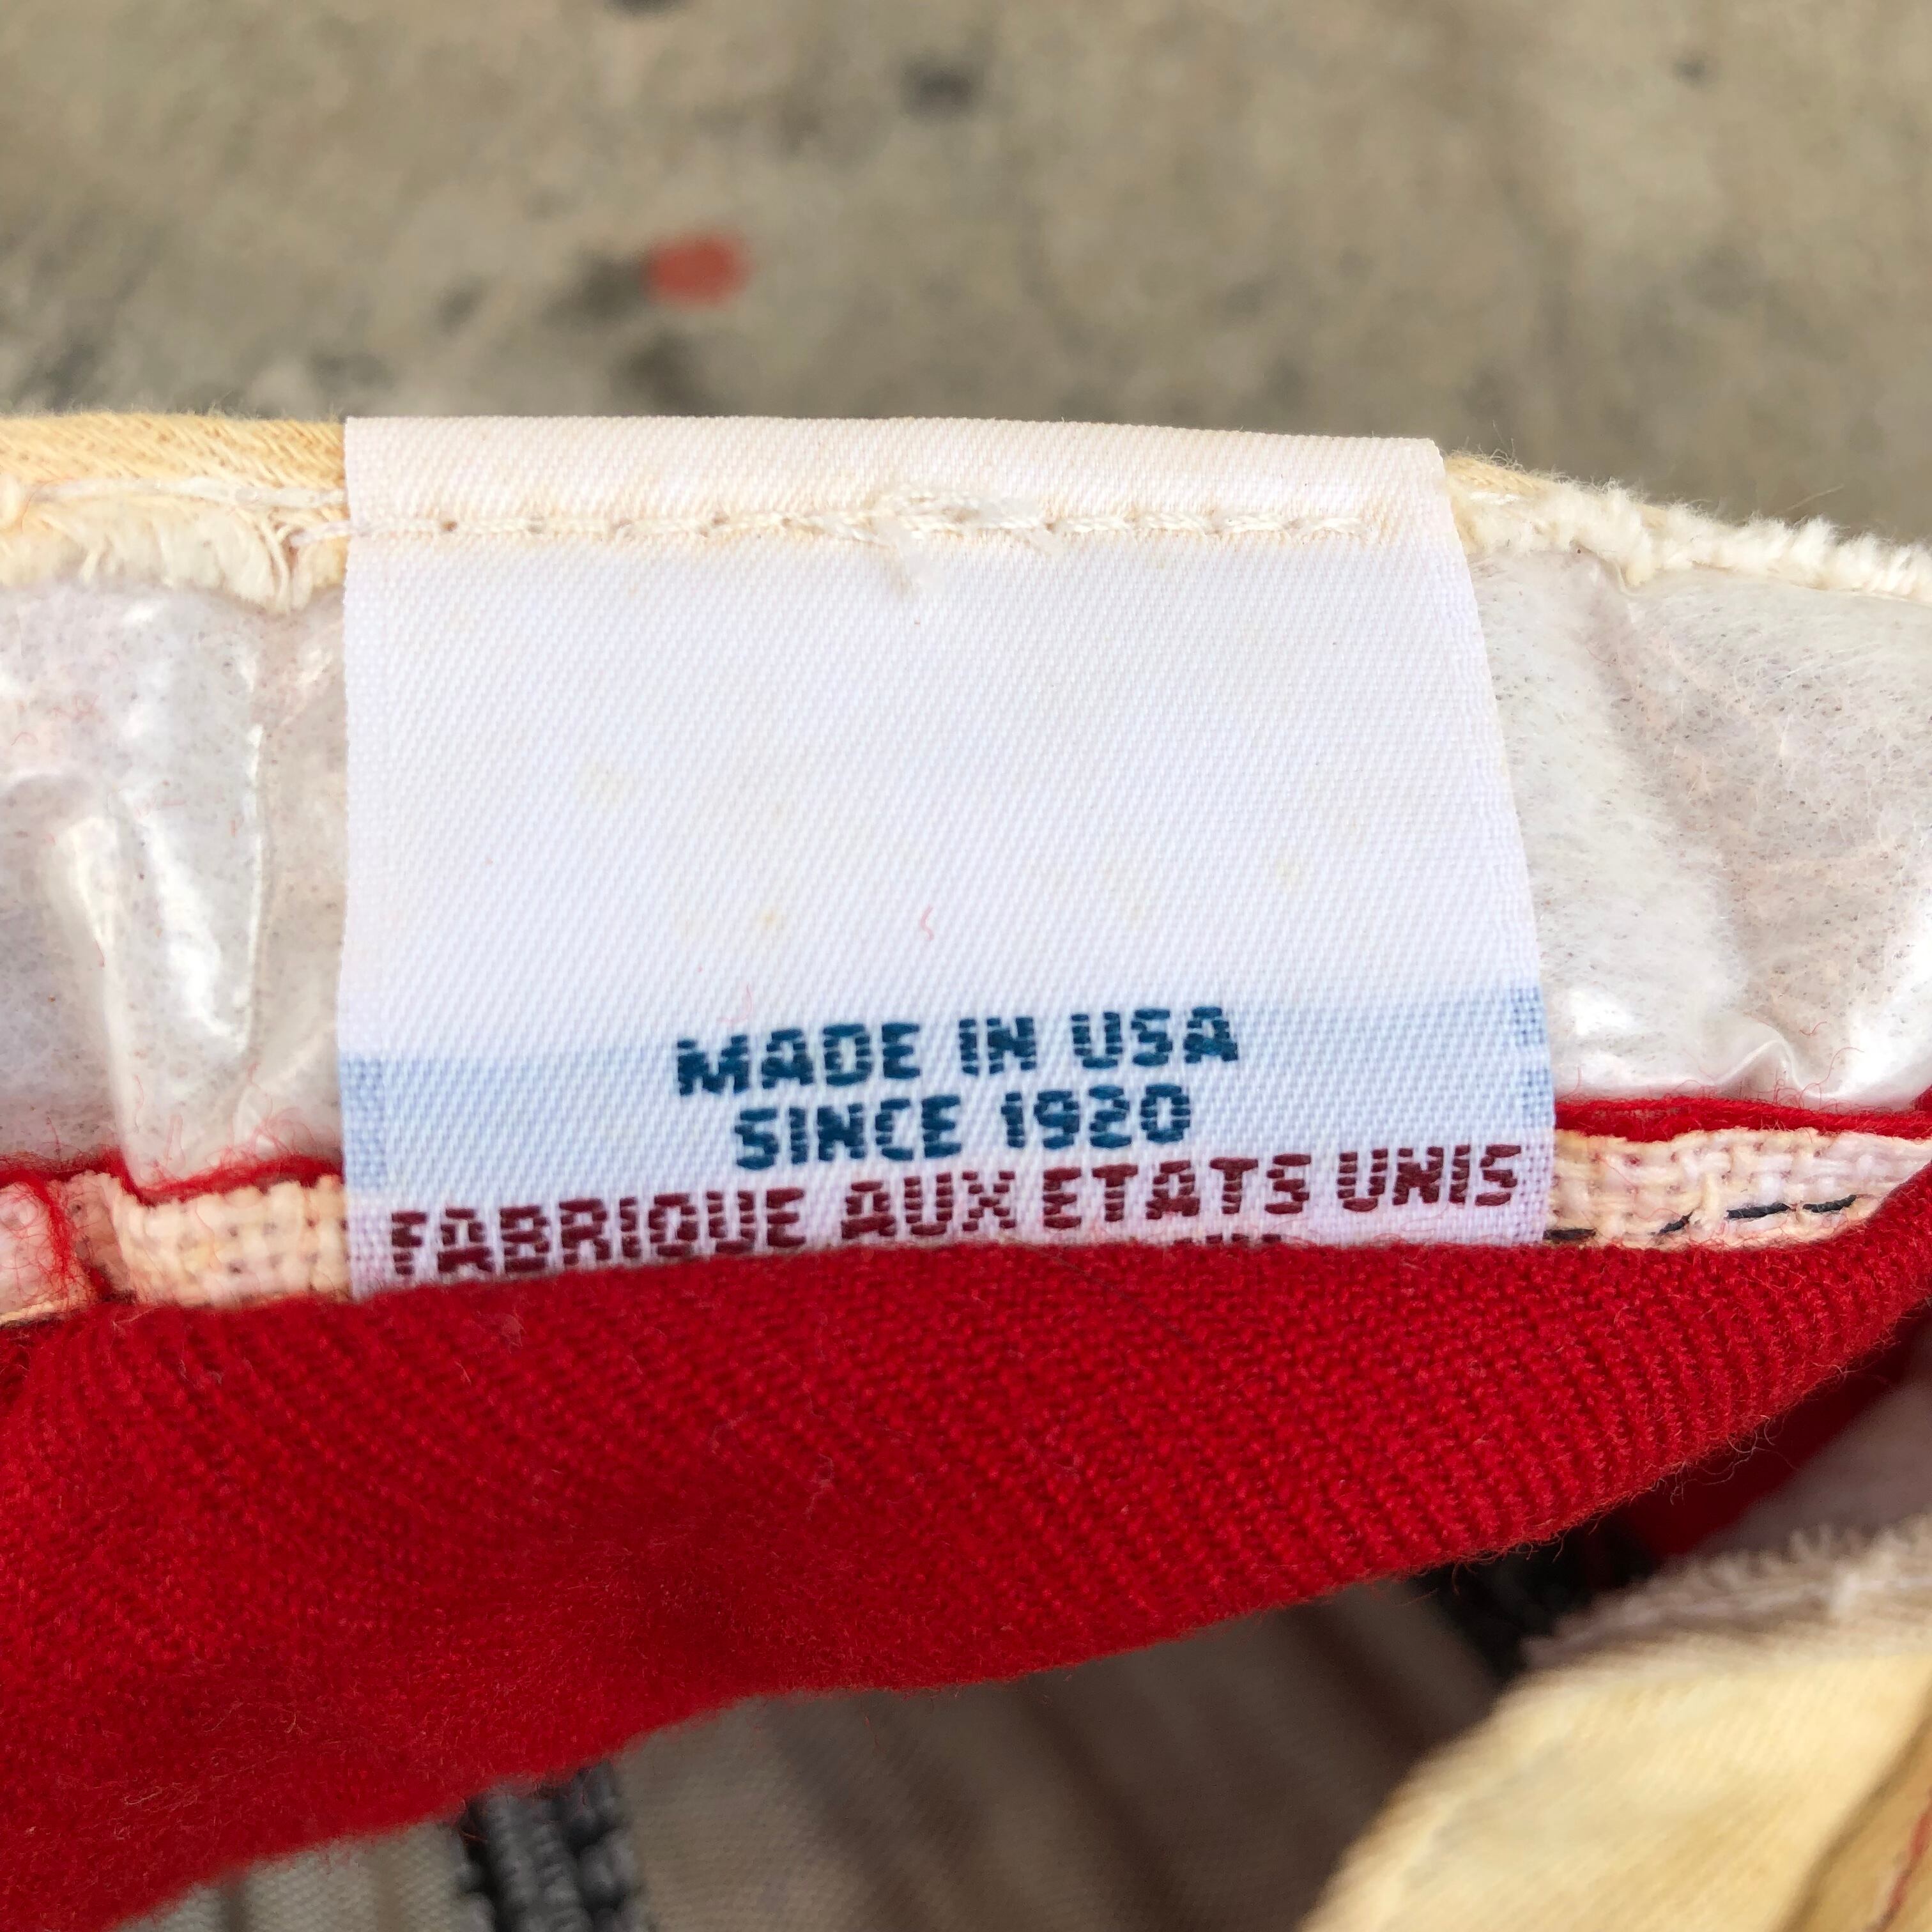 MADE IN USA
SINCE 1920
FABRIQUE AUX ETATS UNIS